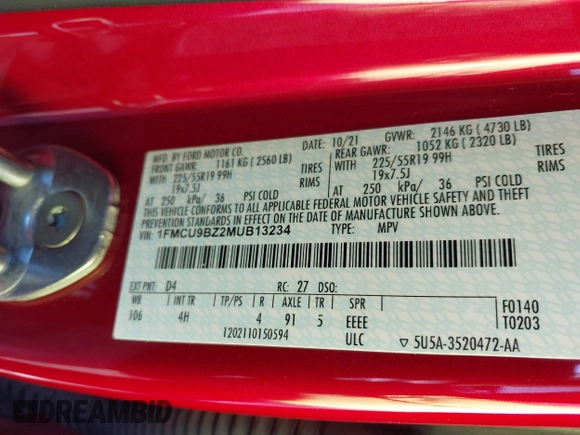 MFD. BY FORD MOTOR CO. DATE: 10/21 GVWR: 2146 KG ( 4730 LB)
FRONT GAWR: 1161 KG ( 2560 LB) REAR GAWR: 1052 KG ( 2320 LB)
WITH 225/55R19 99H TIRES WITH 225/55R19 99H TIRES
19x7.5J RIMS 19x7.5J RIMS
AT 250 kPa/ 36 PSI COLD AT 250 kPa/ 36 PSI COLD
THIS VEHICLE CONFORMS TO ALL APPLICABLE FEDERAL MOTOR VEHICLE SAFETY AND THEFT
PREVENTION STANDARDS IN EFFECT ON THE DATE OF MANUFACTURE SHOWN ABOVE.
VIN: 1FMCU9BZ2MUB13234 TYPE: MPV
EXT PNT: D4 RC: 27 DSO: F0140
WB INT TR TP/PS R AXLE TR SPR T0203
106 4H 4 91 5 EEEE
1202110150594 ULC 5U5A-3520472-AA
DREAMBID